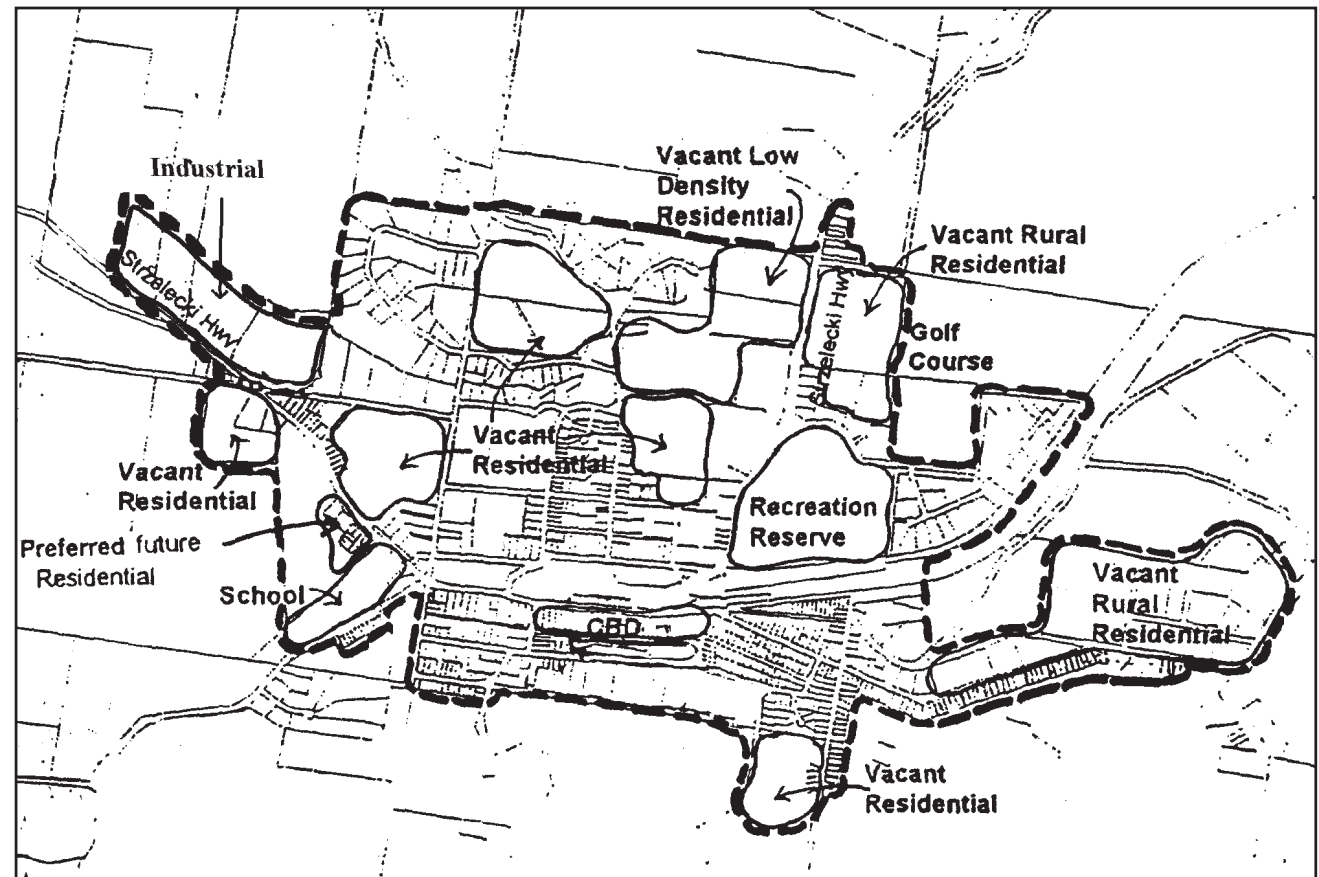 Industrial
Vacant Low
Density
Residential
Vacant Rural
Residential
Strzelecki Hwy
Strzelecki Hwy
Golf
Course
Vacant
Residential
Vacant
Residential
Recreation
Reserve
Preferred future
Residential
School
CBD
Vacant
Rural
Residential
Vacant
Residential